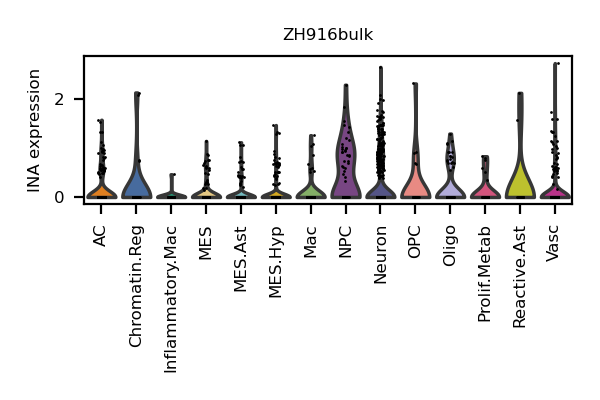 ZH916bulk
INA expression
2
0
AC
Chromatin.Reg
Inflammatory.Mac
MES
MES.Ast
MES.Hyp
Mac
NPC
Neuron
OPC
Oligo
Prolif.Metab
Reactive.Ast
Vasc